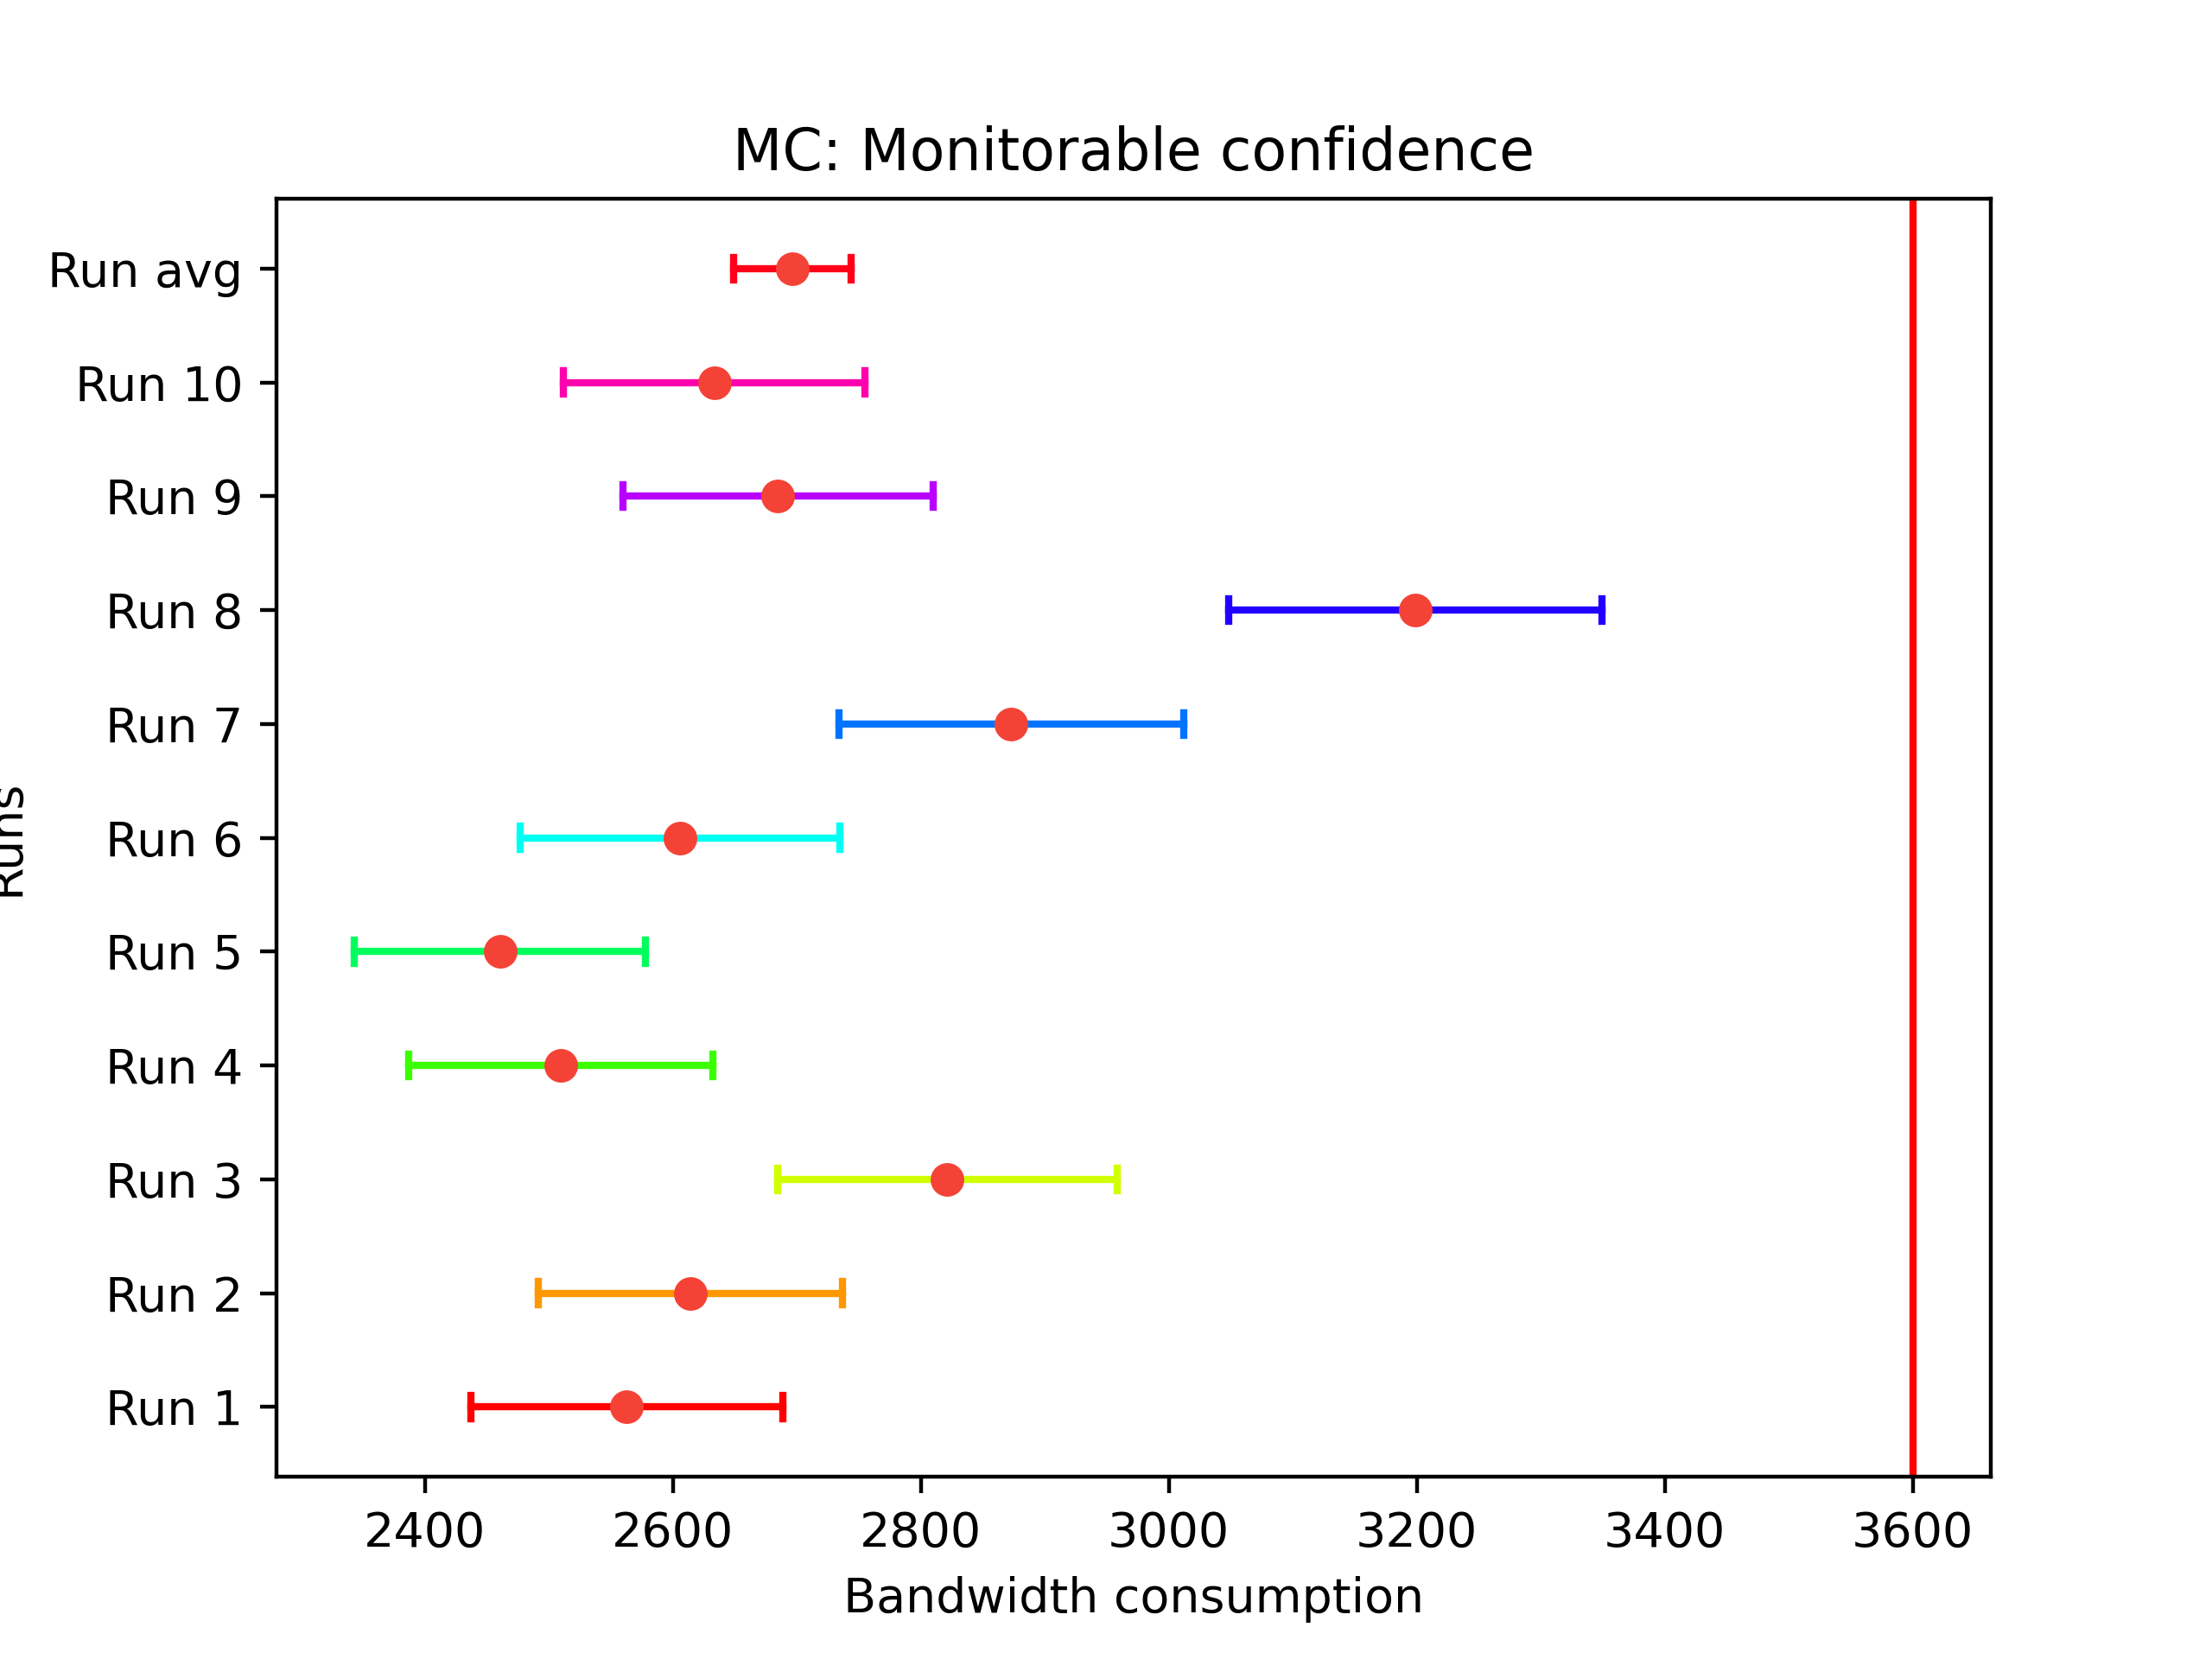 MC: Monitorable confidence
Run avg
Run 10
Run 9
Run 8
Run 7
Run 6
Run 5
Run 4
Run 3
Run 2
Run 1
Runs
2400 2600 2800 3000 3200 3400 3600
Bandwidth consumption